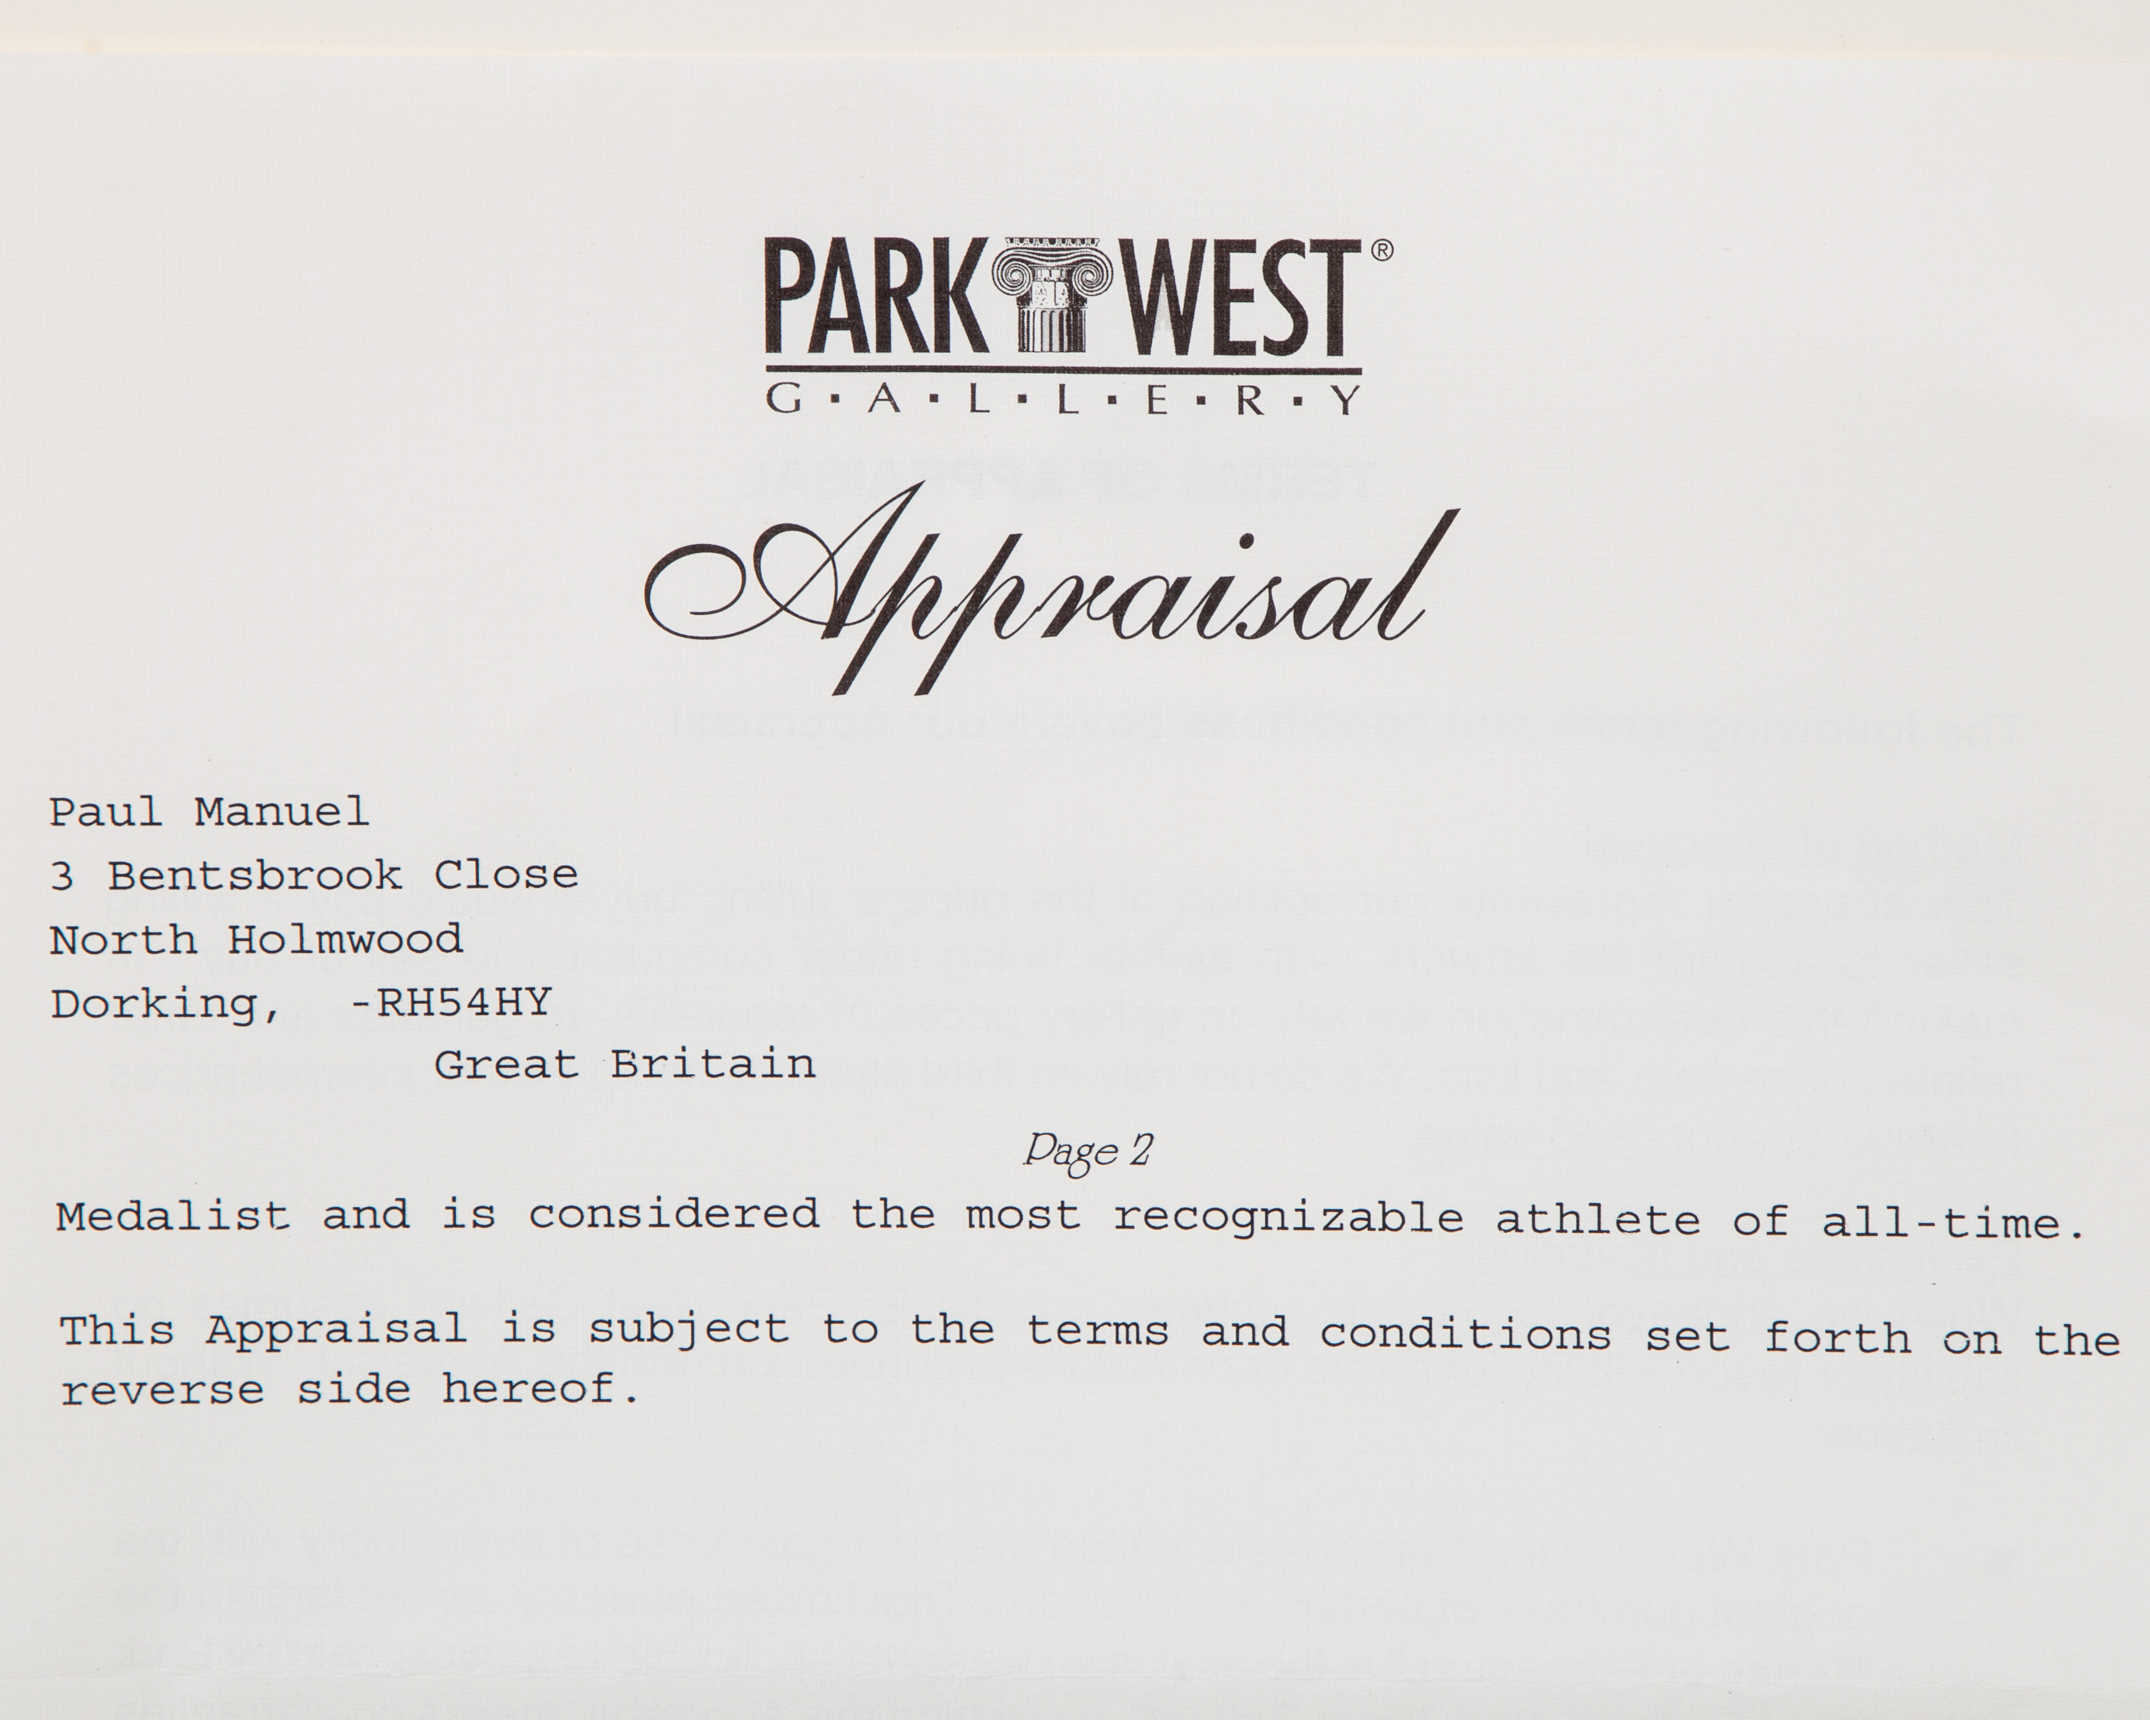 PARK WEST®
G·A·L·L·E·R·Y
Appraisal
Paul Manuel
3 Bentsbrook Close
North Holmwood
Dorking, -RH54HY
Great Britain
Page 2
Medalist and is considered the most recognizable athlete of all-time.
This Appraisal is subject to the terms and conditions set forth on the
reverse side hereof.